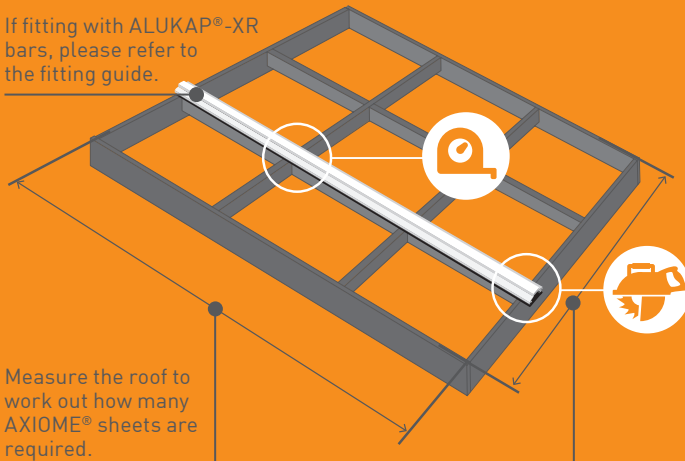 If fitting with ALUKAP®-XR
bars, please refer to
the fitting guide.
Measure the roof to
work out how many
AXIOME® sheets are
required.